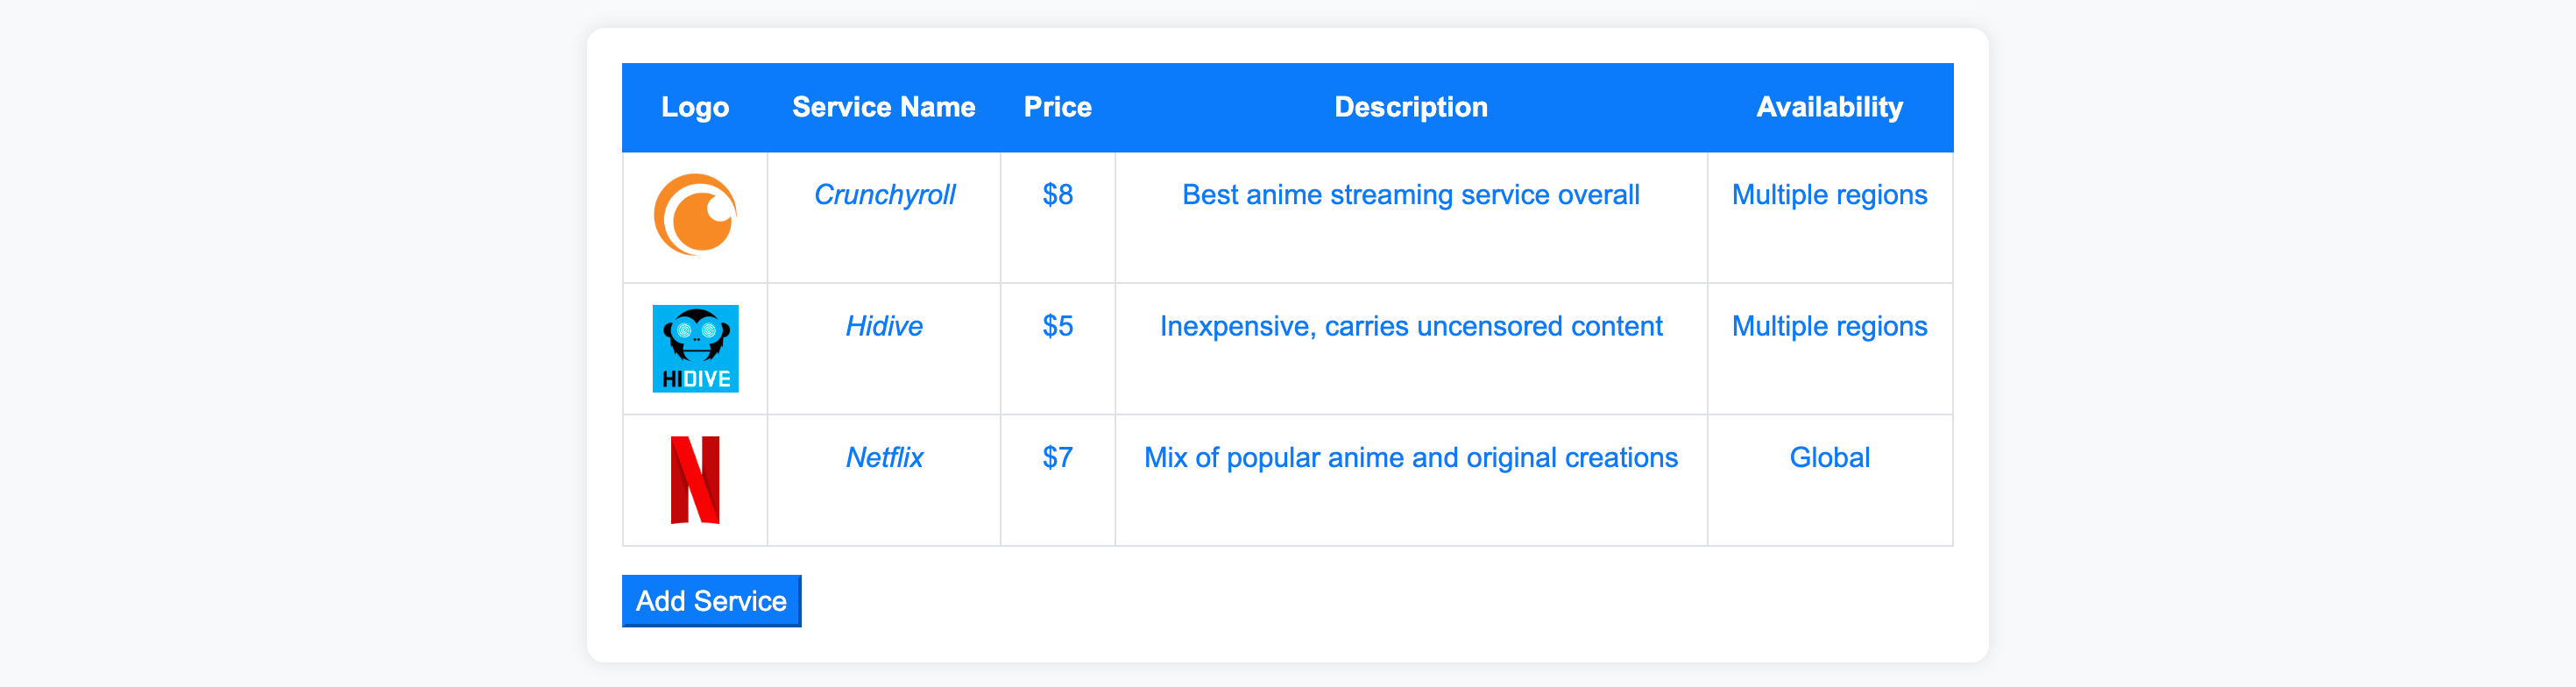 Logo Service Name Price Description Availability
Crunchyroll $8 Best anime streaming service overall Multiple regions
HIDIVE Hidive $5 Inexpensive, carries uncensored content Multiple regions
N Netflix $7 Mix of popular anime and original creations Global
Add Service